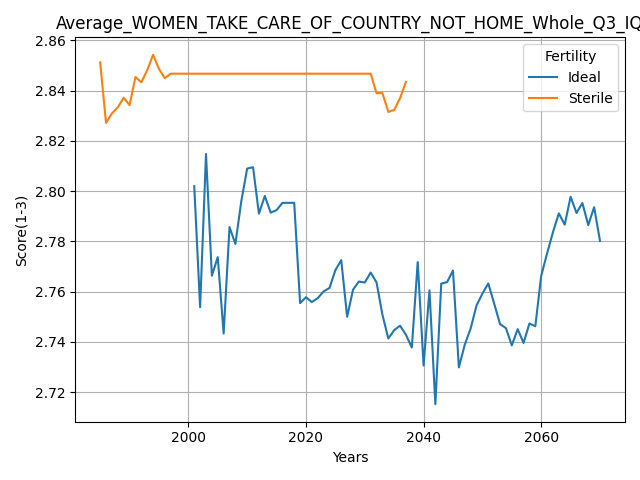 Average_WOMEN_TAKE_CARE_OF_COUNTRY_NOT_HOME_Whole_Q3_IQ
Fertility
Ideal
Sterile
Score(1-3)
2.86
2.84
2.82
2.80
2.78
2.76
2.74
2.72
2000
2020
2040
2060
Years